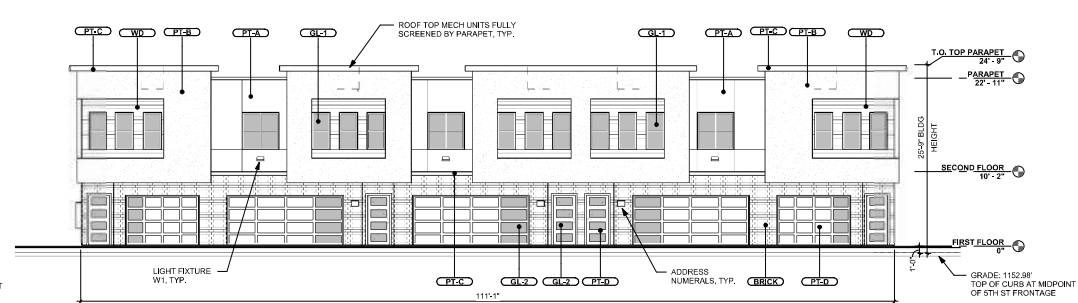 ROOF TOP MECH UNITS FULLY
SCREENED BY PARAPET, TYP.
PT-C WD PT-B PT-A GL-1 GL-1 PT-A PT-C PT-B WD
T.O. TOP PARAPET
24' - 9"
PARAPET
22' - 11"
25'-9" BLDG
HEIGHT
SECOND FLOOR
10' - 2"
FIRST FLOOR
0"
1'-0"
LIGHT FIXTURE
W1, TYP.
PT-C GL-2 GL-2 PT-D
ADDRESS
NUMERALS, TYP.
BRICK PT-D
GRADE: 1152.98'
TOP OF CURB AT MIDPOINT
OF 5TH ST FRONTAGE
111'-1"
T